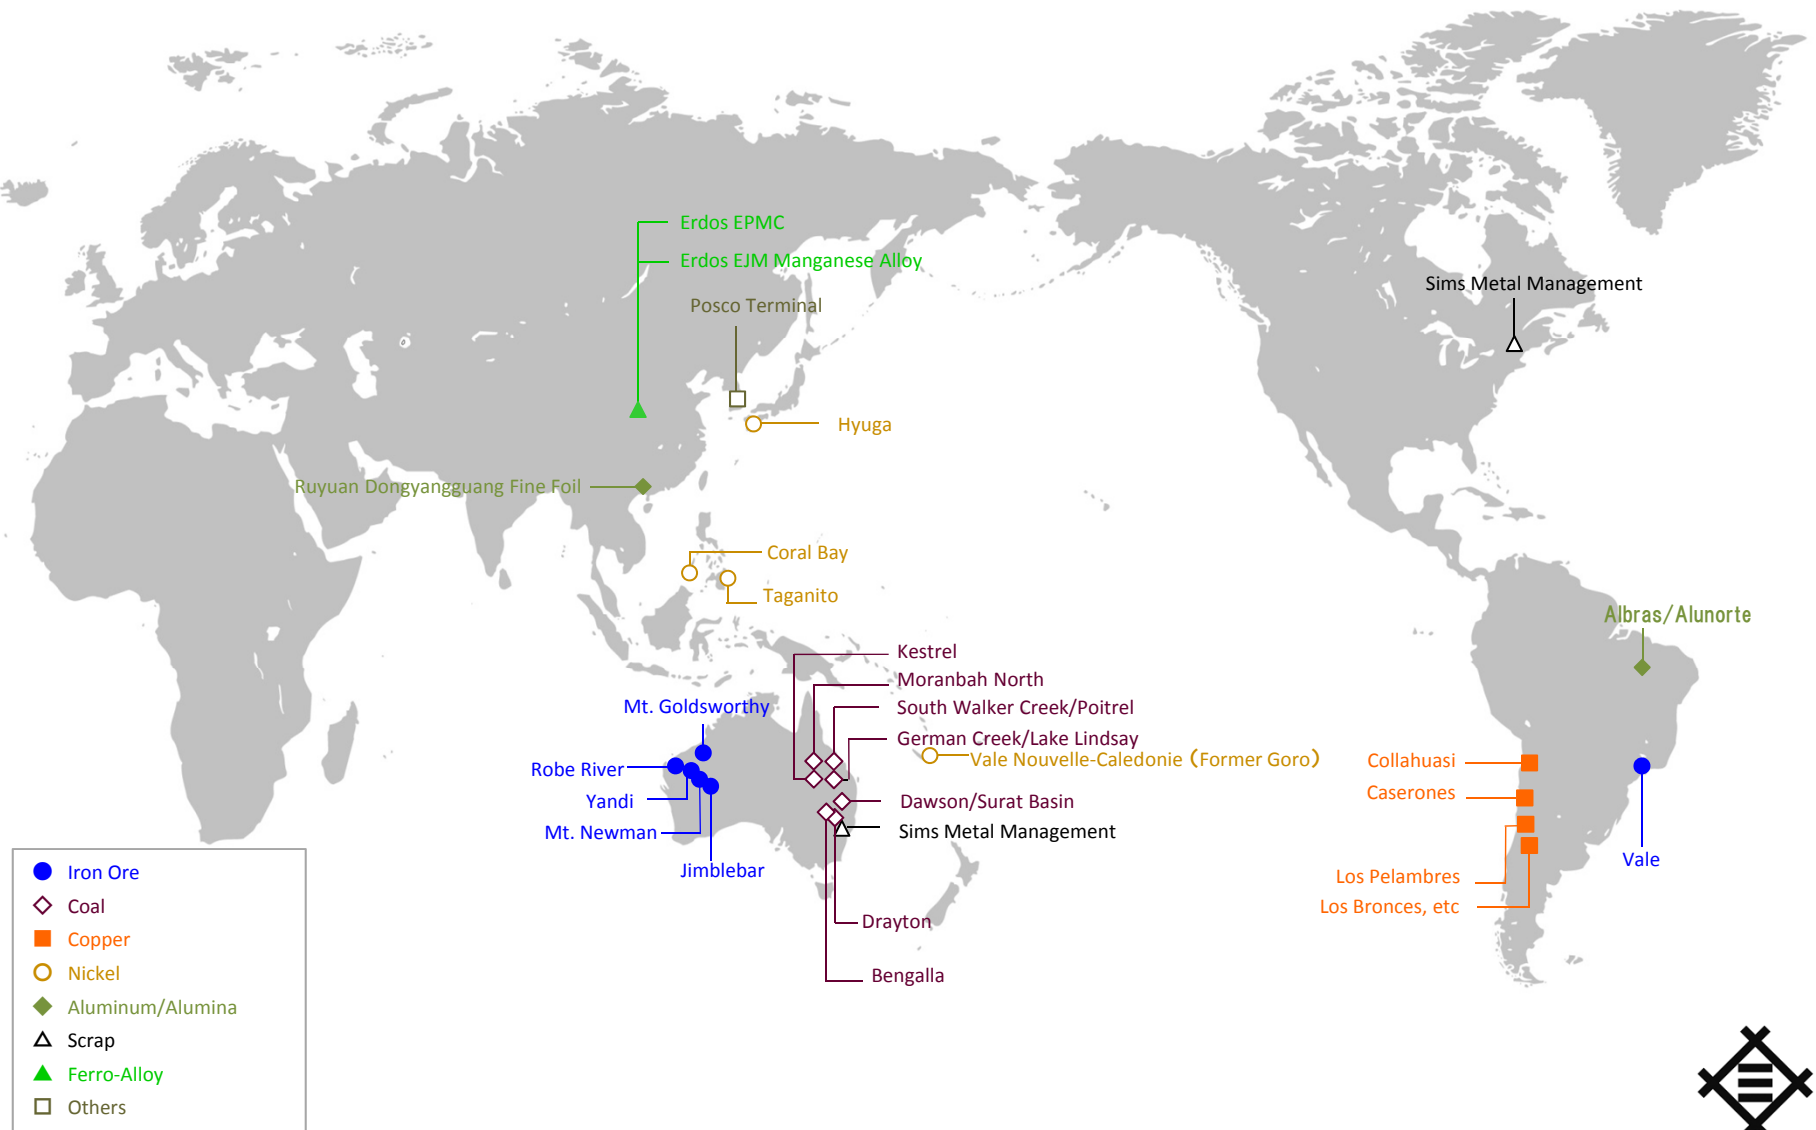 Erdos EPMC
Erdos EJM Manganese Alloy
Posco Terminal
Sims Metal Management
Hyuga
Ruyuan Dongyangguang Fine Foil
Coral Bay
Taganito
Albras/Alunorte
Kestrel
Moranbah North
South Walker Creek/Poitrel
German Creek/Lake Lindsay
Vale Nouvelle-Caledonie (Former Goro)
Mt. Goldsworthy
Robe River
Yandi
Mt. Newman
Jimblebar
Dawson/Surat Basin
Sims Metal Management
Drayton
Bengalla
Collahuasi
Caserones
Los Pelambres
Los Bronces, etc
Vale
Iron Ore
Coal
Copper
Nickel
Aluminum/Alumina
Scrap
Ferro-Alloy
Others